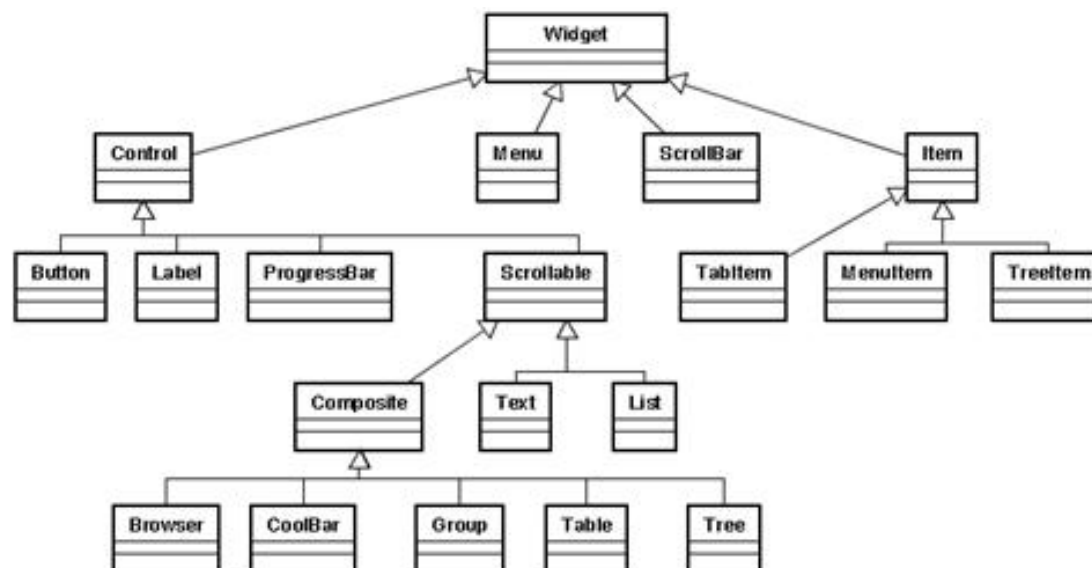 Widget
Control
Menu
ScrollBar
Item
Button
Label
ProgressBar
Scrollable
TabItem
MenuItem
TreeItem
Composite
Text
List
Browser
CoolBar
Group
Table
Tree